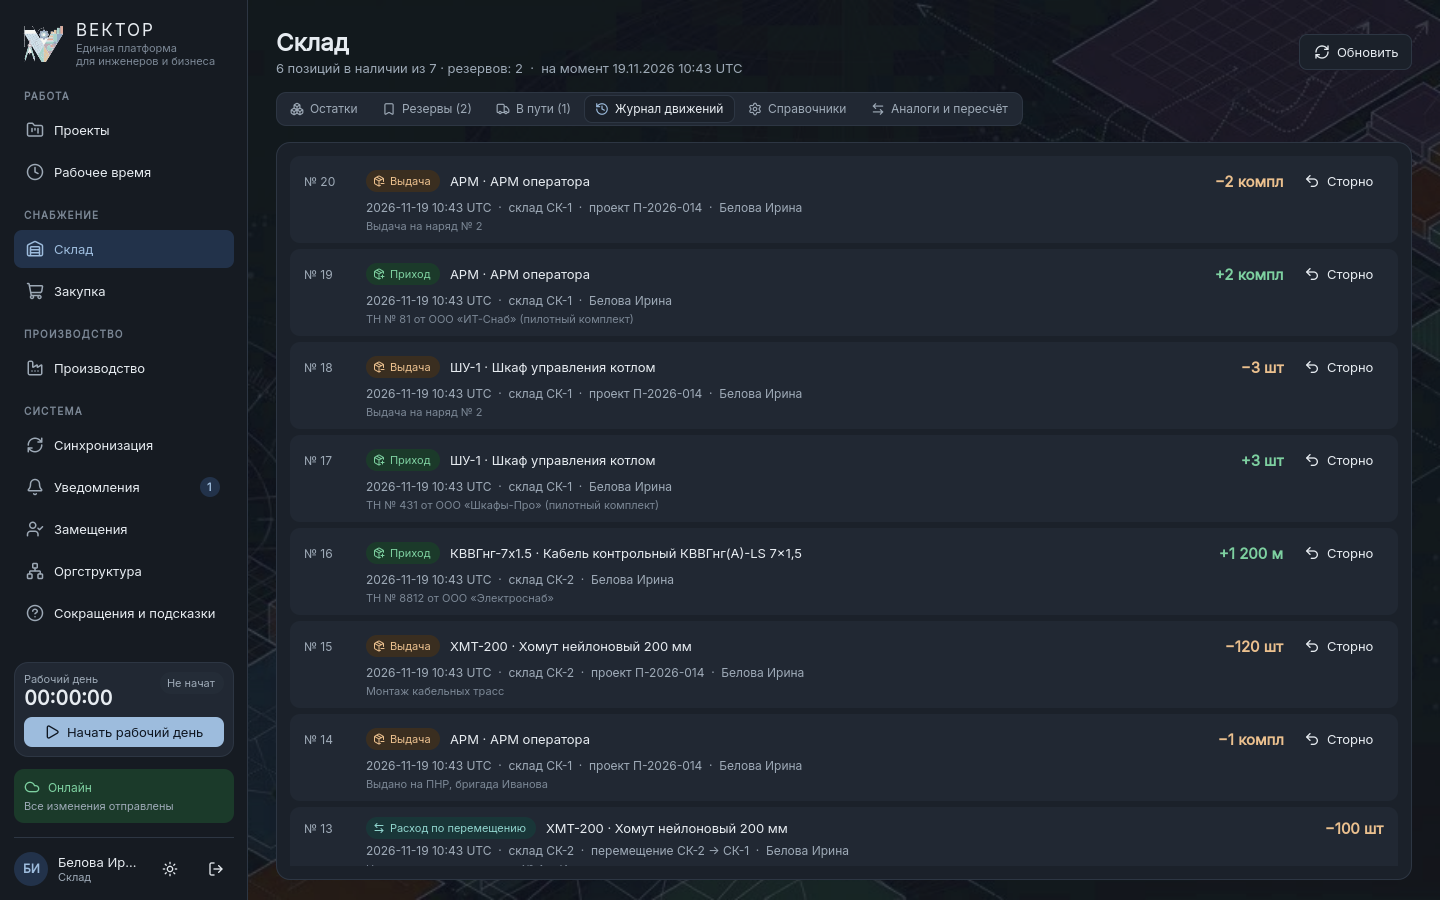 ВЕКТОР
Единая платформа
для инженеров и бизнеса
РАБОТА
Проекты
Рабочее время
СНАБЖЕНИЕ
Склад
Закупка
ПРОИЗВОДСТВО
Производство
СИСТЕМА
Синхронизация
Уведомления 1
Замещения
Оргструктура
Сокращения и подсказки
Рабочий день
Не начат
00:00:00
Начать рабочий день
Онлайн
Все изменения отправлены
БИ
Белова Ир...
Склад
Склад
6 позиций в наличии из 7 · резервов: 2 · на момент 19.11.2026 10:43 UTC
Обновить
Остатки Резервы (2) В пути (1) Журнал движений Справочники Аналоги и пересчёт
№ 20 Выдача АРМ · АРМ оператора −2 компл Сторно
2026-11-19 10:43 UTC · склад СК-1 · проект П-2026-014 · Белова Ирина
Выдача на наряд № 2
№ 19 Приход АРМ · АРМ оператора +2 компл Сторно
2026-11-19 10:43 UTC · склад СК-1 · Белова Ирина
ТН № 81 от ООО «ИТ-Снаб» (пилотный комплект)
№ 18 Выдача ШУ-1 · Шкаф управления котлом −3 шт Сторно
2026-11-19 10:43 UTC · склад СК-1 · проект П-2026-014 · Белова Ирина
Выдача на наряд № 2
№ 17 Приход ШУ-1 · Шкаф управления котлом +3 шт Сторно
2026-11-19 10:43 UTC · склад СК-1 · Белова Ирина
ТН № 431 от ООО «Шкафы-Про» (пилотный комплект)
№ 16 Приход КВВГнг-7х1.5 · Кабель контрольный КВВГнг(А)-LS 7×1,5 +1 200 м Сторно
2026-11-19 10:43 UTC · склад СК-2 · Белова Ирина
ТН № 8812 от ООО «Электроснаб»
№ 15 Выдача ХМТ-200 · Хомут нейлоновый 200 мм −120 шт Сторно
2026-11-19 10:43 UTC · склад СК-2 · проект П-2026-014 · Белова Ирина
Монтаж кабельных трасс
№ 14 Выдача АРМ · АРМ оператора −1 компл Сторно
2026-11-19 10:43 UTC · склад СК-1 · проект П-2026-014 · Белова Ирина
Выдано на ПНР, бригада Иванова
№ 13 Расход по перемещению ХМТ-200 · Хомут нейлоновый 200 мм −100 шт
2026-11-19 10:43 UTC · склад СК-2 · перемещение СК-2 → СК-1 · Белова Ирина